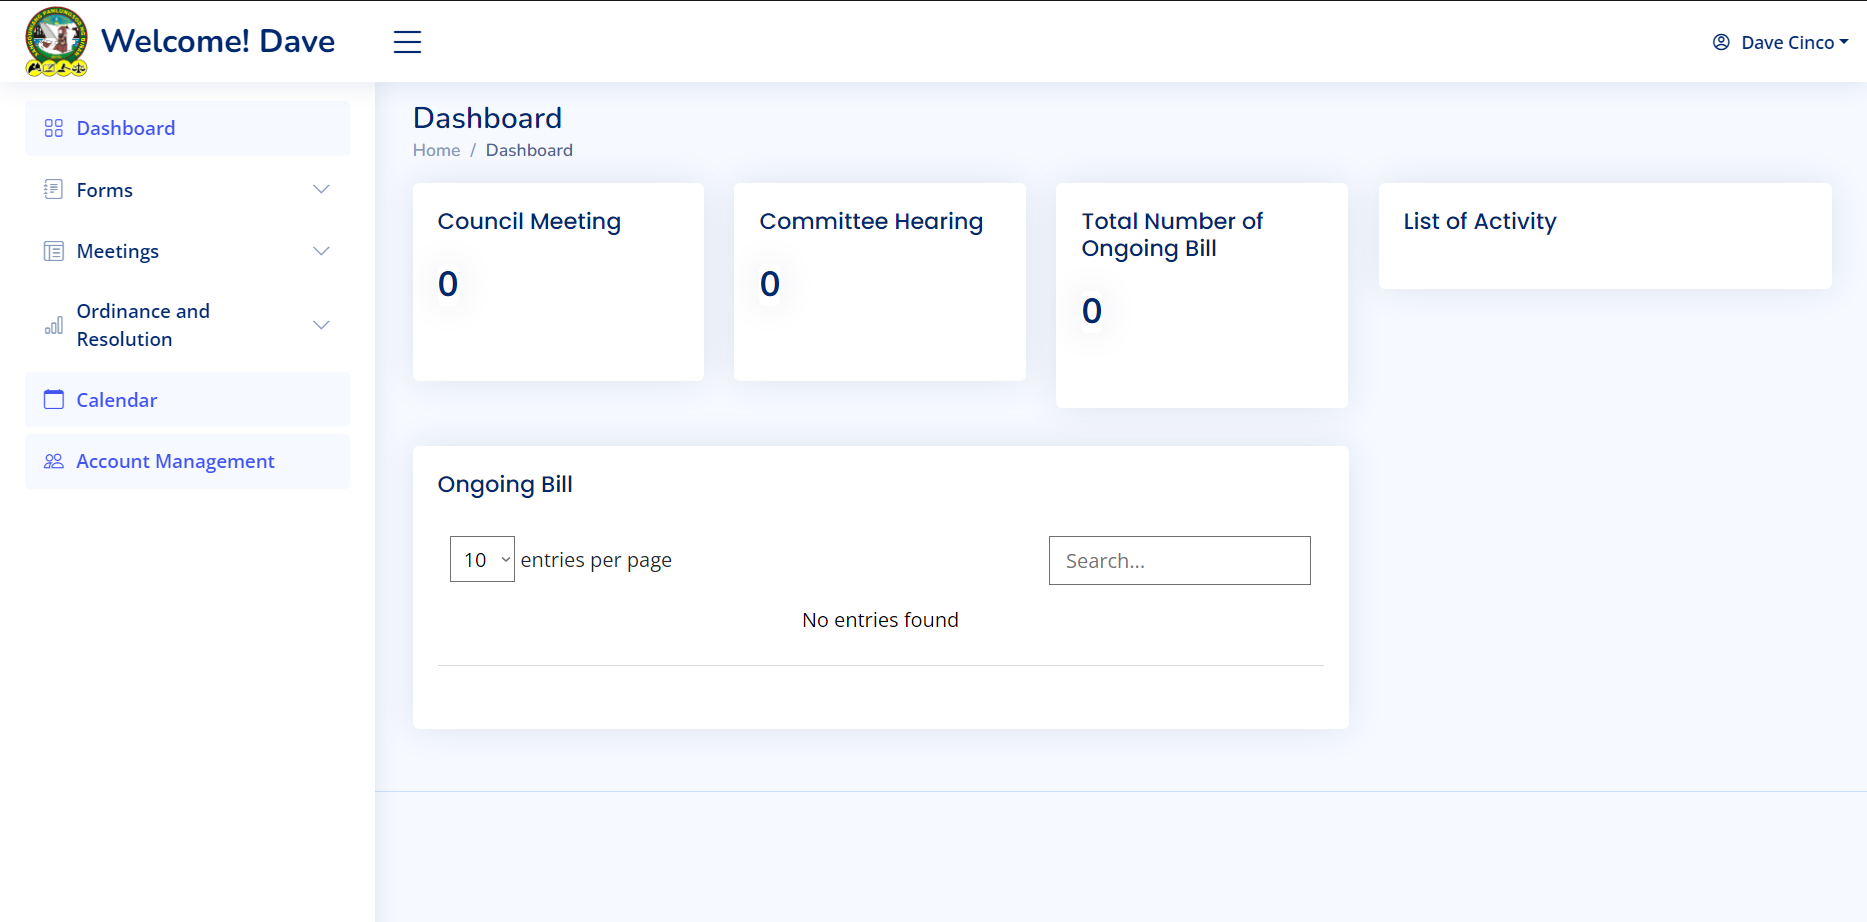 Welcome! Dave
Dave Cinco
Dashboard
Forms
Meetings
Ordinance and
Resolution
Calendar
Account Management
Dashboard
Home / Dashboard
Council Meeting
0
Committee Hearing
0
Total Number of
Ongoing Bill
0
List of Activity
Ongoing Bill
10 entries per page
Search...
No entries found